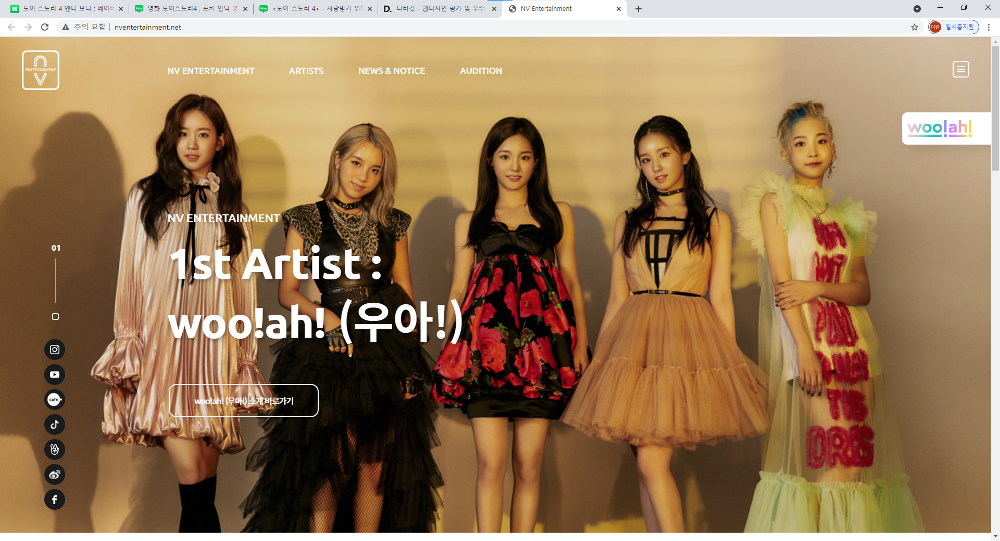 토이 스토리 4 앤디 보니 : 네이버
영화 토이스토리4 , 포키 입덕 영
<토이 스토리 4> - 사랑받기 위해
D. 디비컷 - 웹디자인 평가 및 우수
NV Entertainment
주의 요함 | nventertainment.net
미란 일시중지됨
ENTERTAINMENT
NV ENTERTAINMENT
ARTISTS
NEWS & NOTICE
AUDITION
woo!ah!
NV ENTERTAINMENT
01
1st Artist :
woo!ah! (우아!)
woo!ah! (우아!) 소개 바로가기
cafe